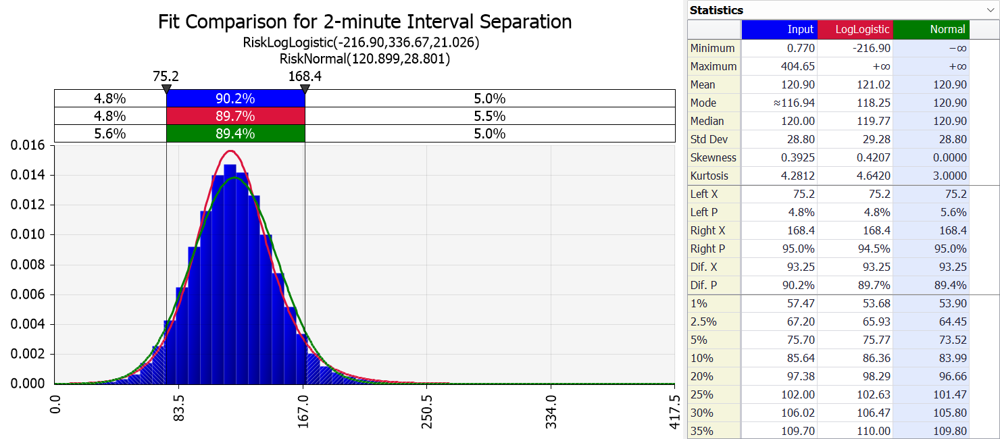 Fit Comparison for 2-minute Interval Separation
RiskLogLogistic(-216.90,336.67,21.026)
RiskNormal(120.899,28.801)
75.2 168.4
4.8% 90.2% 5.0%
4.8% 89.7% 5.5%
5.6% 89.4% 5.0%
0.016
0.014
0.012
0.010
0.008
0.006
0.004
0.002
0.000
0.0 83.5 167.0 250.5 334.0 417.5
Statistics
Input LogLogistic Normal
Minimum 0.770 -216.90 −∞
Maximum 404.65 +∞ +∞
Mean 120.90 121.02 120.90
Mode ≈116.94 118.25 120.90
Median 120.00 119.77 120.90
Std Dev 28.80 29.28 28.80
Skewness 0.3925 0.4207 0.0000
Kurtosis 4.2812 4.6420 3.0000
Left X 75.2 75.2 75.2
Left P 4.8% 4.8% 5.6%
Right X 168.4 168.4 168.4
Right P 95.0% 94.5% 95.0%
Dif. X 93.25 93.25 93.25
Dif. P 90.2% 89.7% 89.4%
1% 57.47 53.68 53.90
2.5% 67.20 65.93 64.45
5% 75.70 75.77 73.52
10% 85.64 86.36 83.99
20% 97.38 98.29 96.66
25% 102.00 102.63 101.47
30% 106.02 106.47 105.80
35% 109.70 110.00 109.80